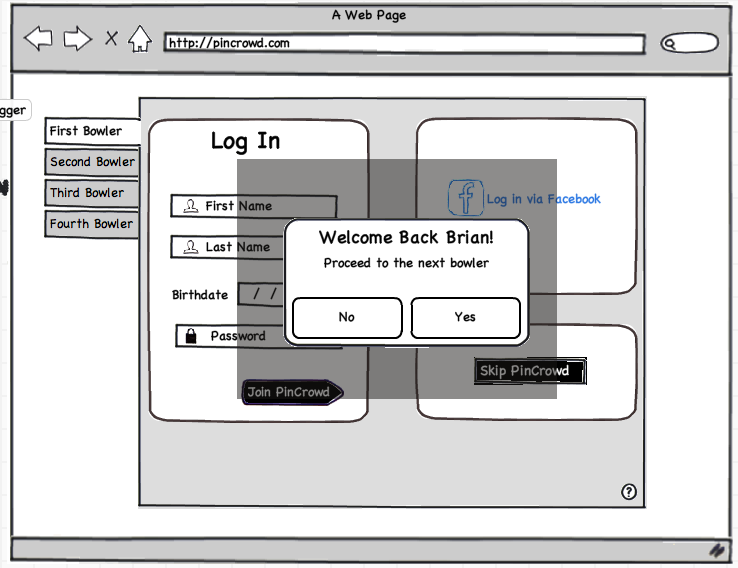 A Web Page
http://pincrowd.com
gger
First Bowler
Second Bowler
Third Bowler
Fourth Bowler
Log In
First Name
Last Name
Birthdate / /
Password
Join PinCrowd
Log in via Facebook
Welcome Back Brian!
Proceed to the next bowler
No
Yes
Skip PinCrowd
?